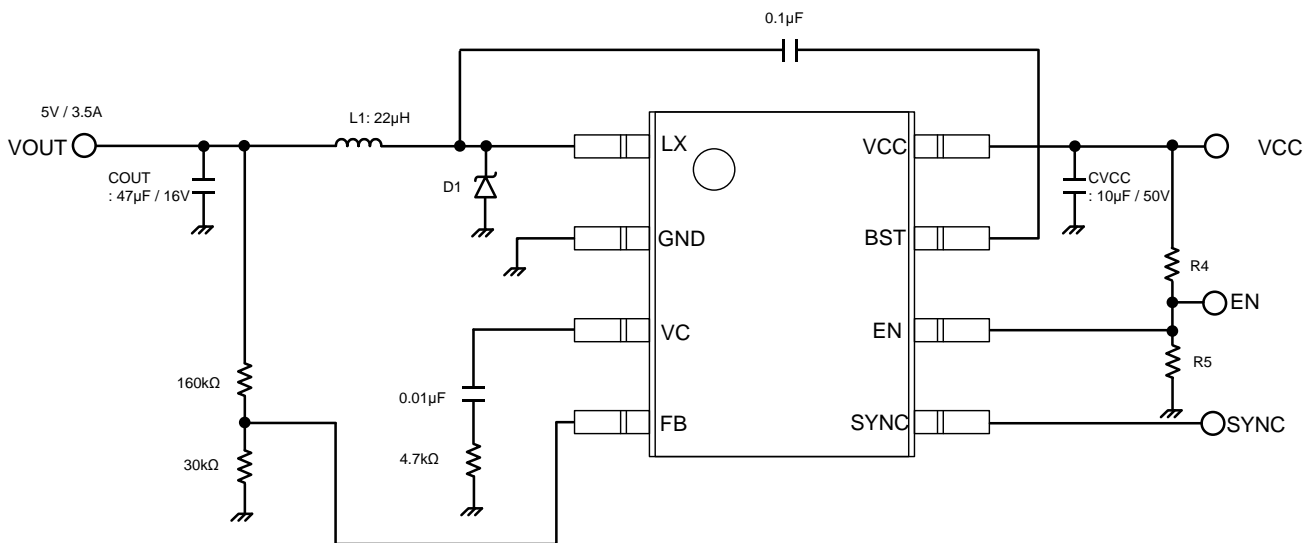 0.1µF
5V / 3.5A
L1: 22µH
VOUT
LX
VCC
VCC
COUT
: 47µF / 16V
D1
CVCC
: 10µF / 50V
GND
BST
R4
EN
VC
EN
R5
160kΩ
0.01µF
FB
SYNC
SYNC
4.7kΩ
30kΩ